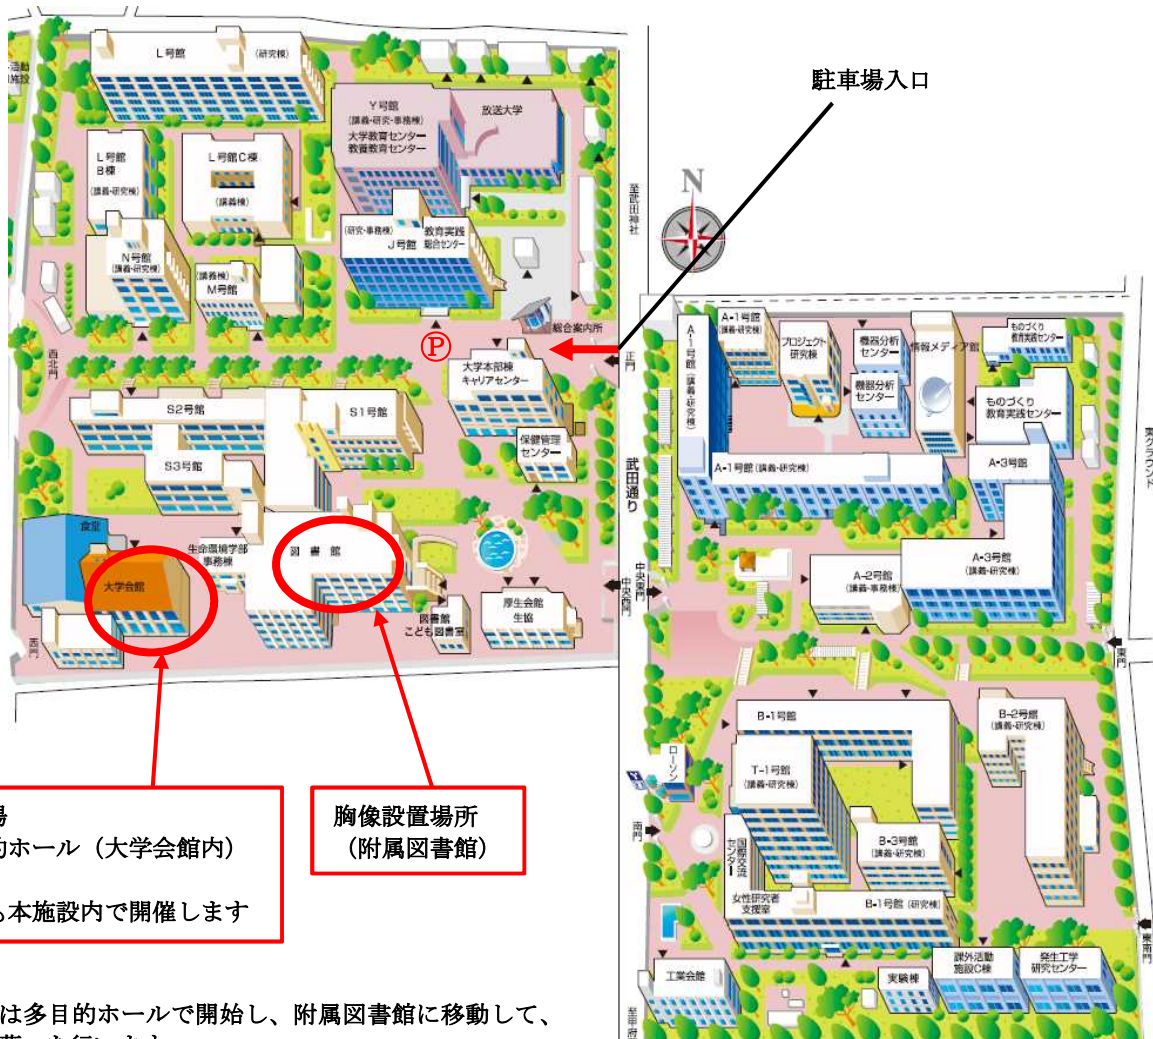 駐車場入口
L号館
(研究棟)
Y号館
(講義・研究・事務棟)
大学教育センター
教養教育センター
放送大学
L号館
B棟
(講義・研究棟)
L号館C棟
(講義棟)
至武田神社
N
(研究・事務棟)
J号館
教育実践
総合センター
N号館
(講義・研究棟)
(講義棟)
M号館
総合案内所
P
西北門
正門
大学本部棟
キャリアセンター
A-1号館
(講義・研究棟)
A-1号館(講義・研究棟)
プロジェクト
研究棟
機器分析
センター
機器分析
センター
情報メディア館
ものづくり
教育実践センター
ものづくり
教育実践センター
東グラウンド
S2号館
S1号館
S3号館
保健管理
センター
武田通り
A-1号館(講義・研究棟)
A-3号館
A-3号館
(講義・研究棟)
A-2号館
(講義・事務棟)
食堂
大学会館
生命環境学部
事務棟
図書館
図書館
こども図書室
厚生会館
生協
中央西門
中央東門
西門
東門
B-1号館
B-2号館
(講義・研究棟)
ローソン
T-1号館
(講義・研究棟)
南門
国際交流
センター
B-3号館
(講義・研究棟)
女性研究者
支援室
B-1号館(研究棟)
東南門
工業会館
実験棟
課外活動
施設C棟
発生工学
研究センター
至甲府
場
的ホール（大学会館内）
も本施設内で開催します
胸像設置場所
（附属図書館）
は多目的ホールで開始し、附属図書館に移動して、